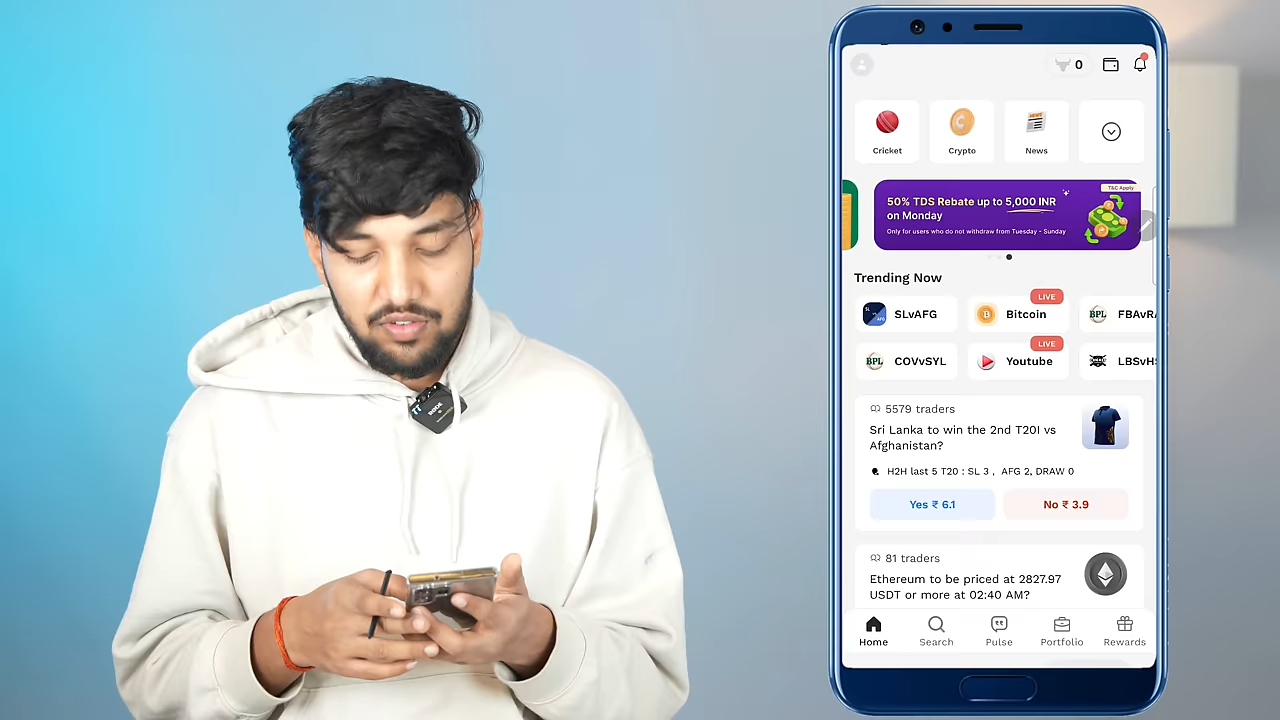 0
Cricket
Crypto
NEWS
News
T&C Apply
50% TDS Rebate up to 5,000 INR
on Monday
Only for users who do not withdraw from Tuesday - Sunday
Trending Now
LIVE
SLvAFG
Bitcoin
BPL
FBAvRA
LIVE
BPL
COVvSYL
Youtube
LBSvHS
5579 traders
Sri Lanka to win the 2nd T20I vs
Afghanistan?
H2H last 5 T20 : SL 3 , AFG 2, DRAW 0
Yes ₹ 6.1
No ₹ 3.9
81 traders
Ethereum to be priced at 2827.97
USDT or more at 02:40 AM?
Home
Search
Pulse
Portfolio
Rewards